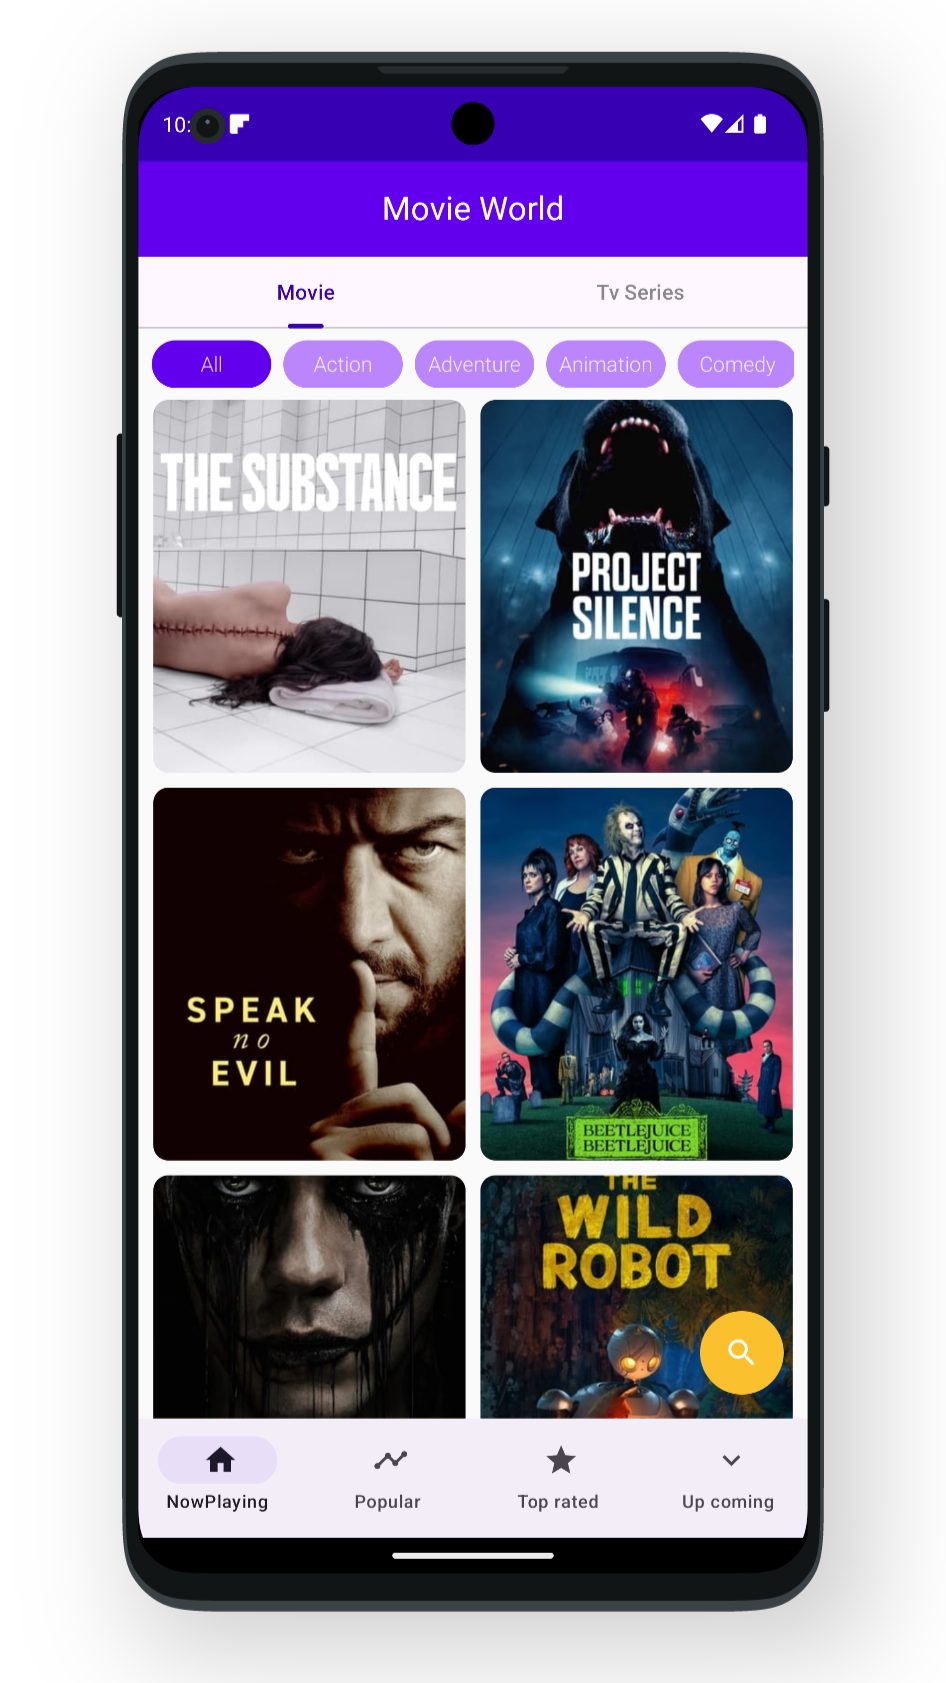 10:
Movie World
Movie
Tv Series
All
Action
Adventure
Animation
Comedy
THE SUBSTANCE
PROJECT
SILENCE
SPEAK
no
EVIL
BEETLEJUICE
BEETLEJUICE
THE
WILD
ROBOT
NowPlaying
Popular
Top rated
Up coming